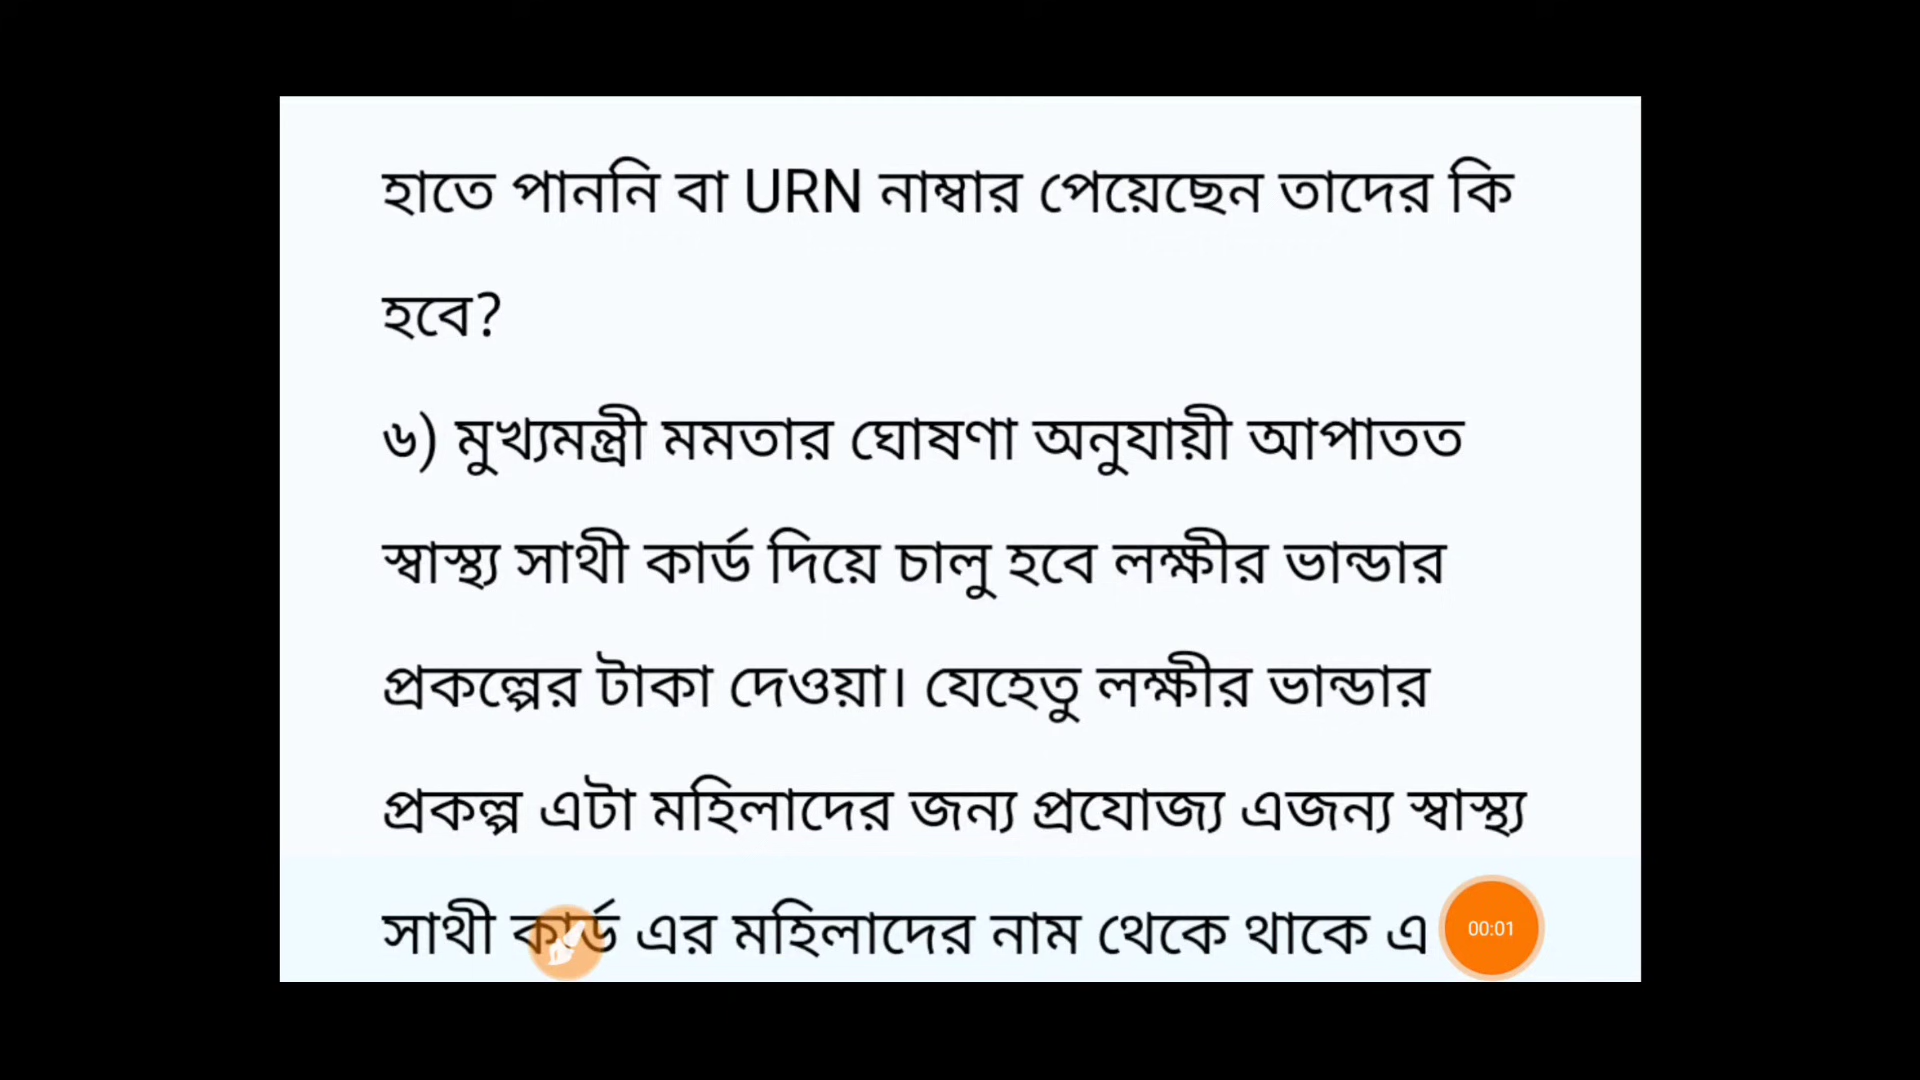 হাতে পাননি বা URN নাম্বার পেয়েছেন তাদের কি
হবে?
৬) মুখ্যমন্ত্রী মমতার ঘোষণা অনুযায়ী আপাতত
স্বাস্থ্য সাথী কার্ড দিয়ে চালু হবে লক্ষীর ভান্ডার
প্রকল্পের টাকা দেওয়া। যেহেতু লক্ষীর ভান্ডার
প্রকল্প এটা মহিলাদের জন্য প্রযোজ্য এজন্য স্বাস্থ্য
সাথী কার্ড এর মহিলাদের নাম থেকে থাকে এ
00:01